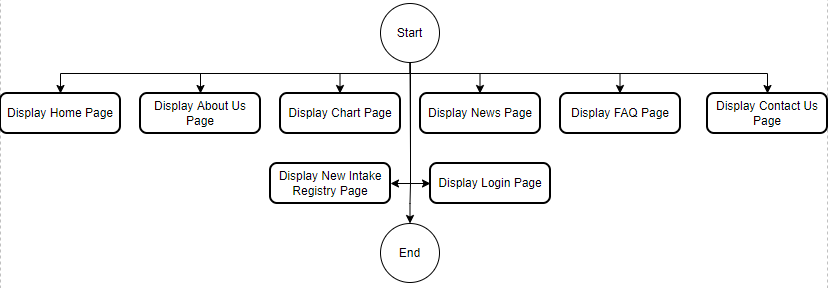 Start
Display Home Page
Display About Us
Page
Display Chart Page
Display News Page
Display FAQ Page
Display Contact Us
Page
Display New Intake
Registry Page
Display Login Page
End